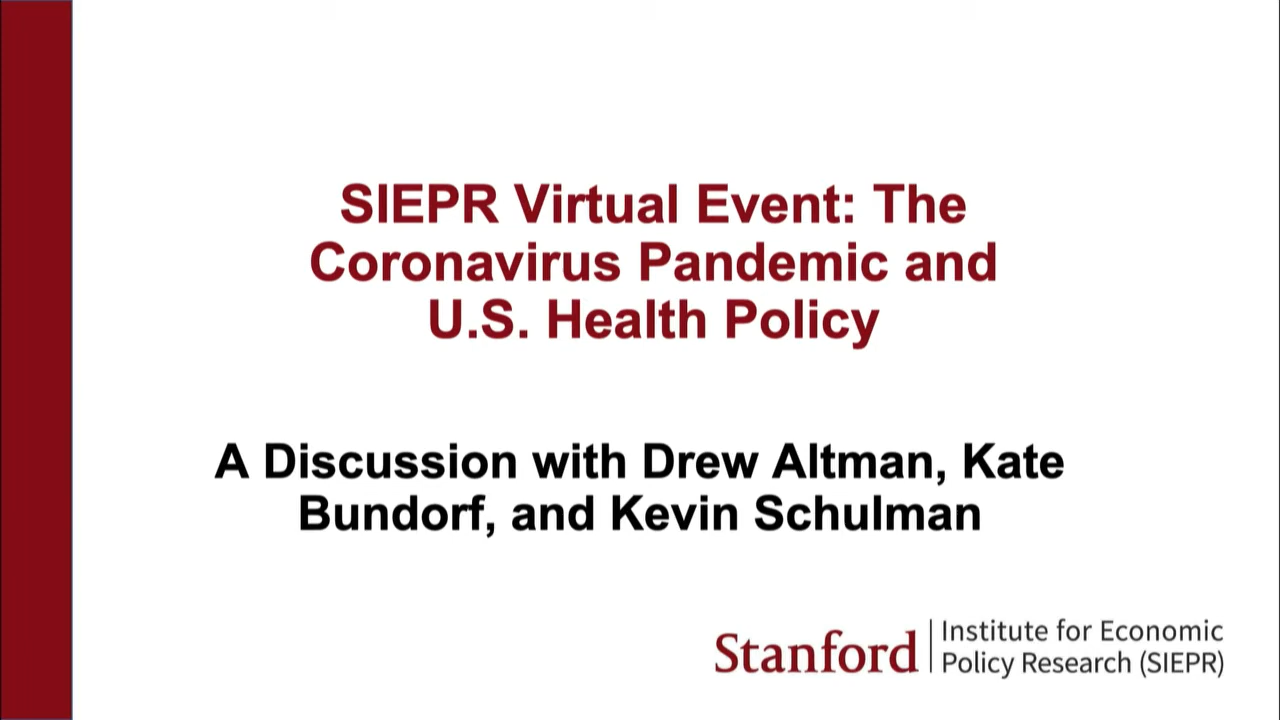 SIEPR Virtual Event: The
Coronavirus Pandemic and
U.S. Health Policy
A Discussion with Drew Altman, Kate
Bundorf, and Kevin Schulman
Stanford
Institute for Economic
Policy Research (SIEPR)